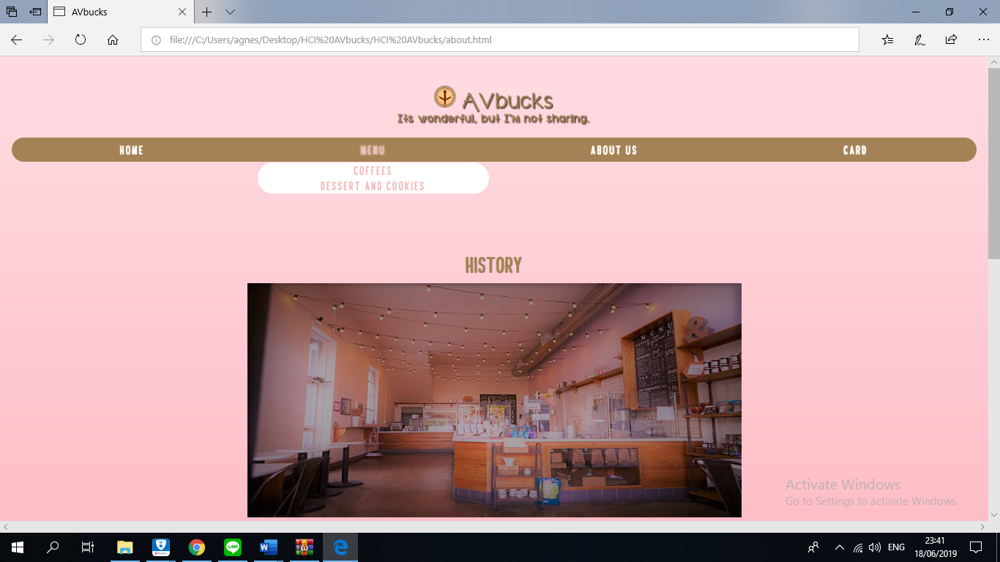 AVbucks
file:///C:/Users/agnes/Desktop/HCI%20AVbucks/HCI%20AVbucks/about.html
AVbucks
Its wonderful, but I'M not sharing.
HOME MENU ABOUT US CARD
COFFEES
DESSERT AND COOKIES
HISTORY
MENU
&
Activate Windows
Go to Settings to activate Windows.
LINE
ENG
23:41
18/06/2019